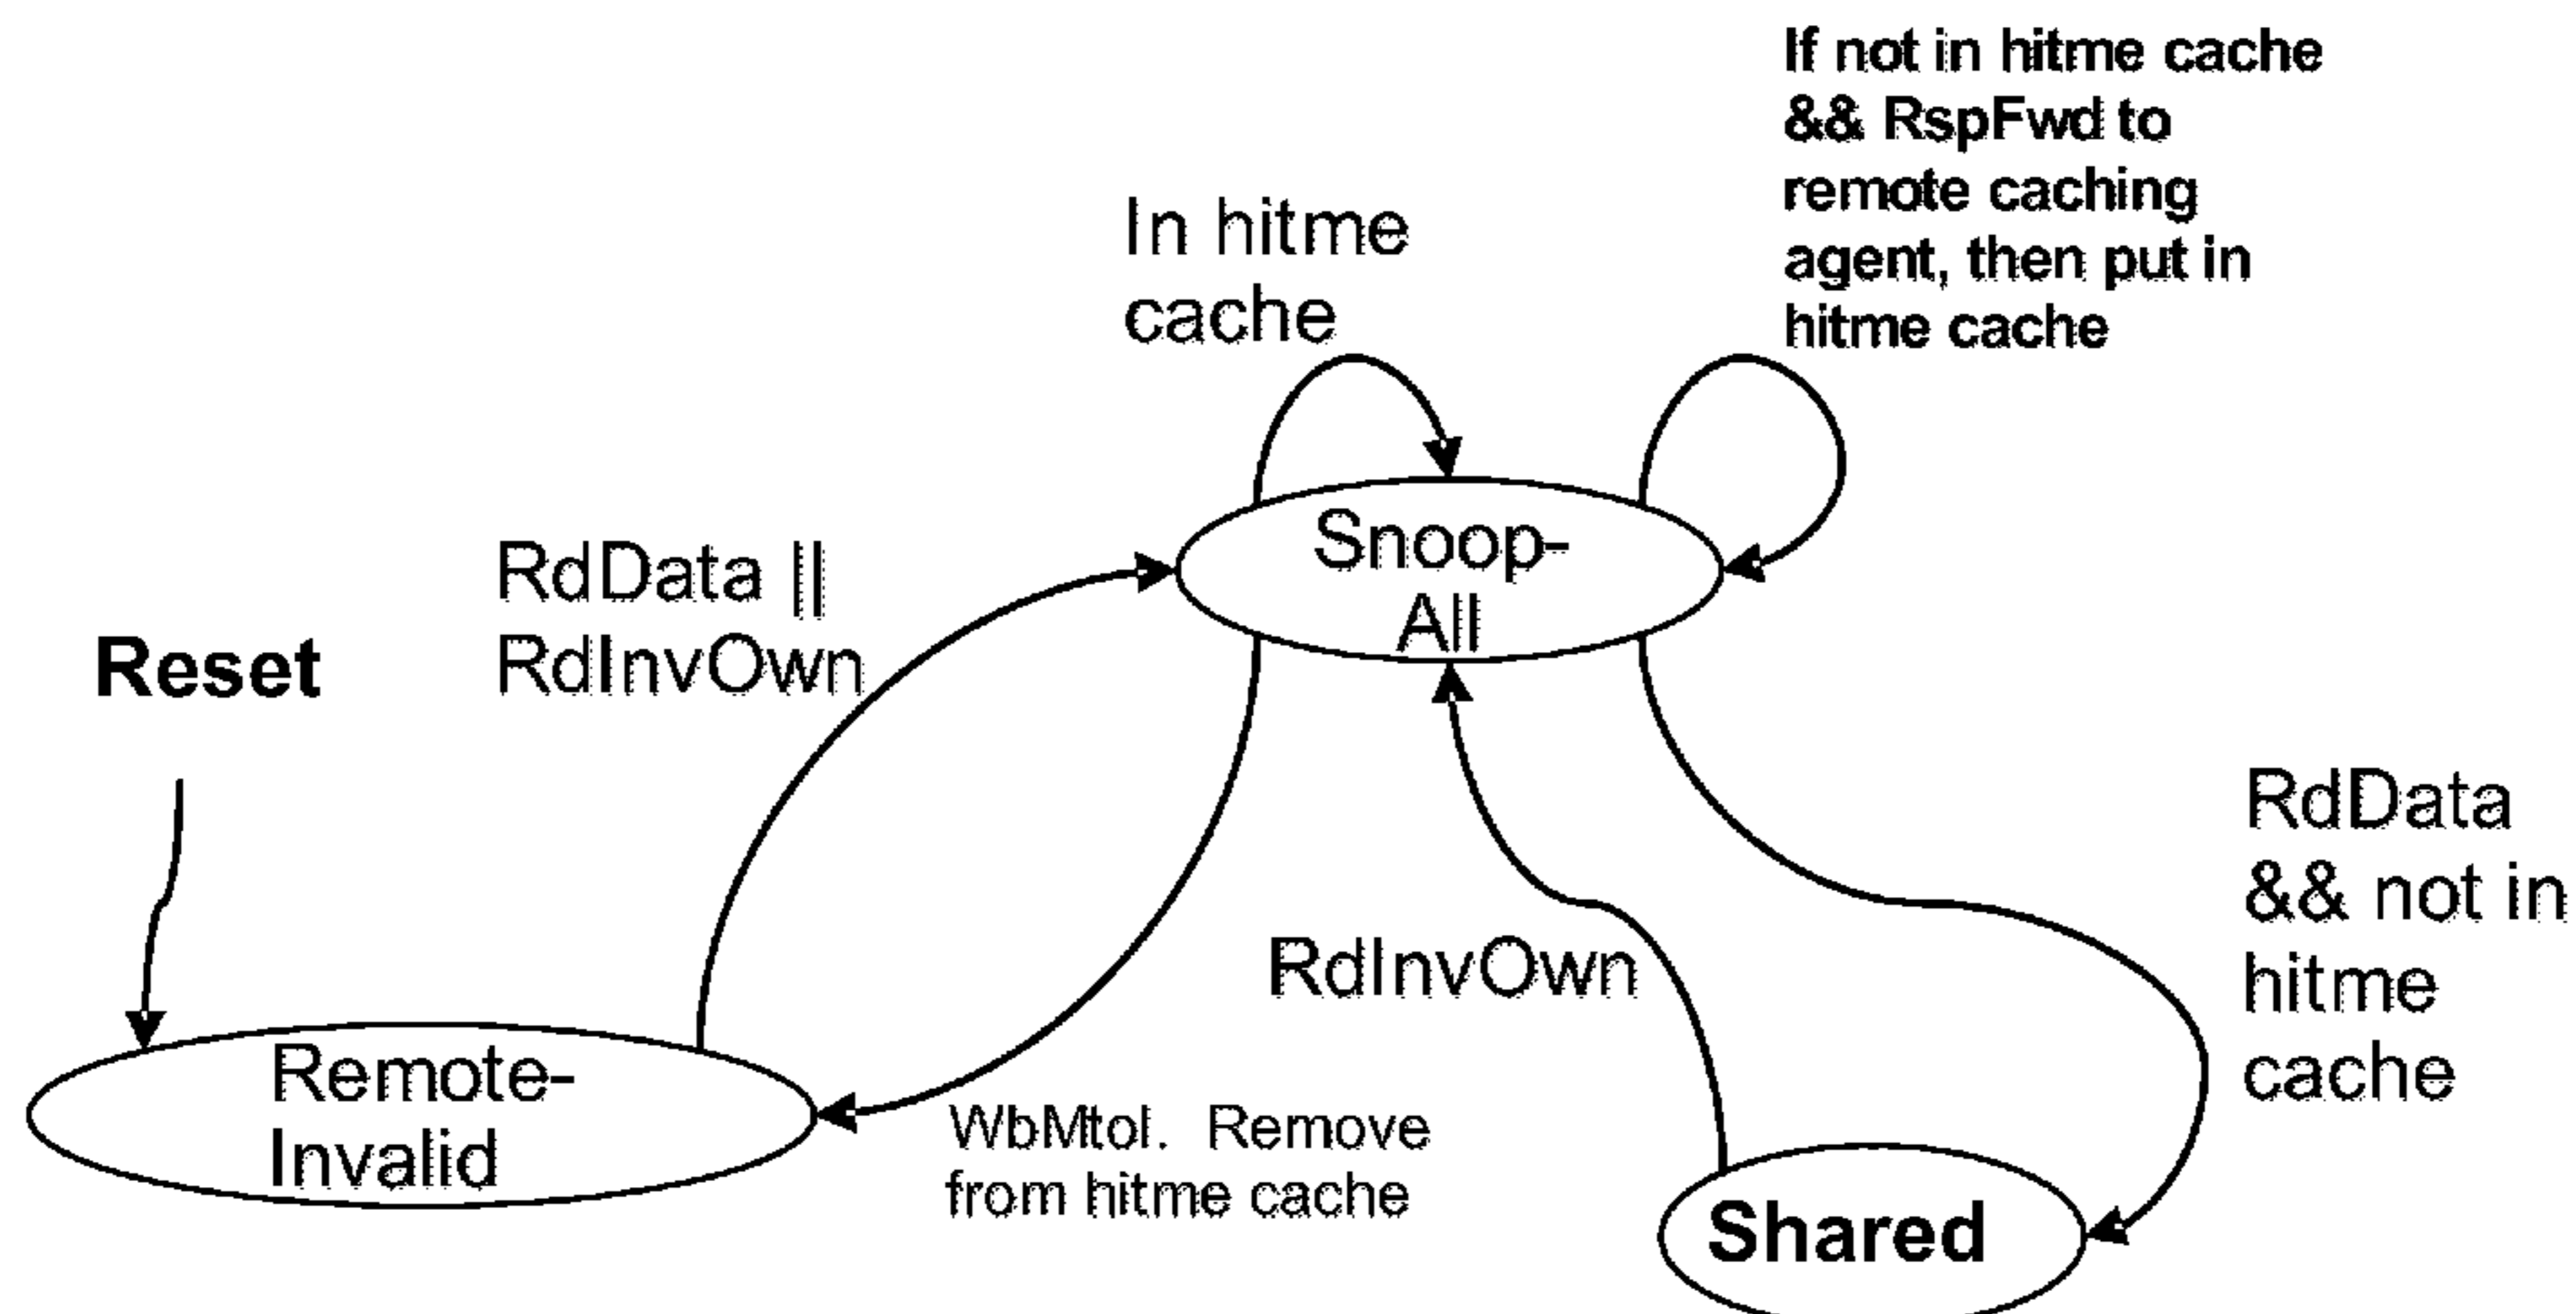 If not in hitme cache
&& RspFwd to
remote caching
agent, then put in
hitme cache
In hitme
cache
Snoop-
All
RdData ||
RdInvOwn
Reset
RdData
&& not in
hitme
cache
RdInvOwn
Remote-
Invalid
WbMtoI. Remove
from hitme cache
Shared